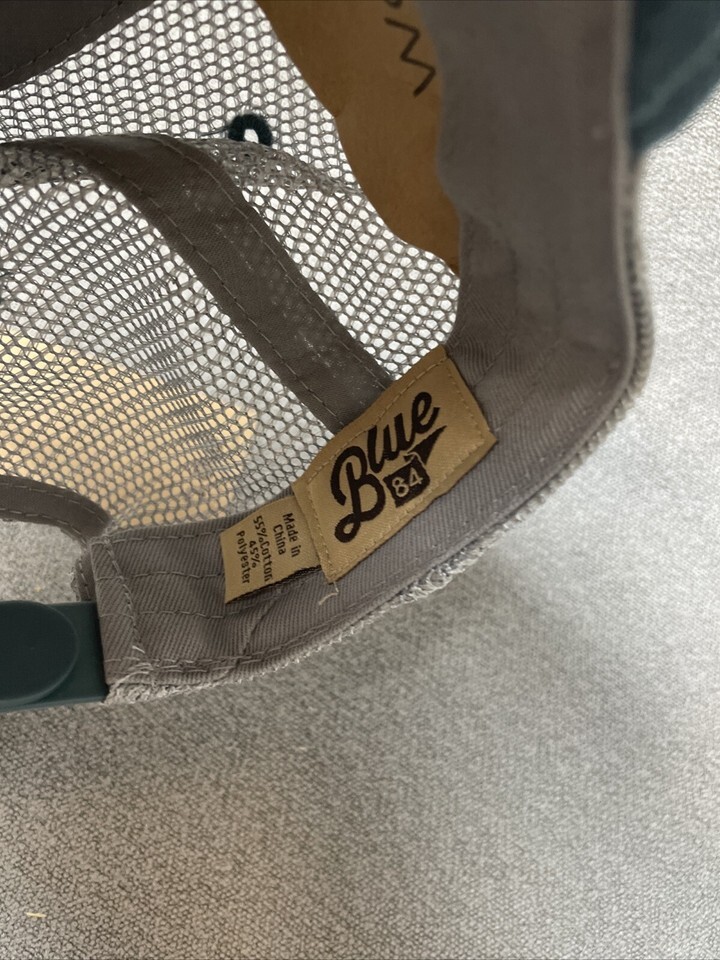 Blue
84
Made in
China
55%Cotton
45%
Polyester